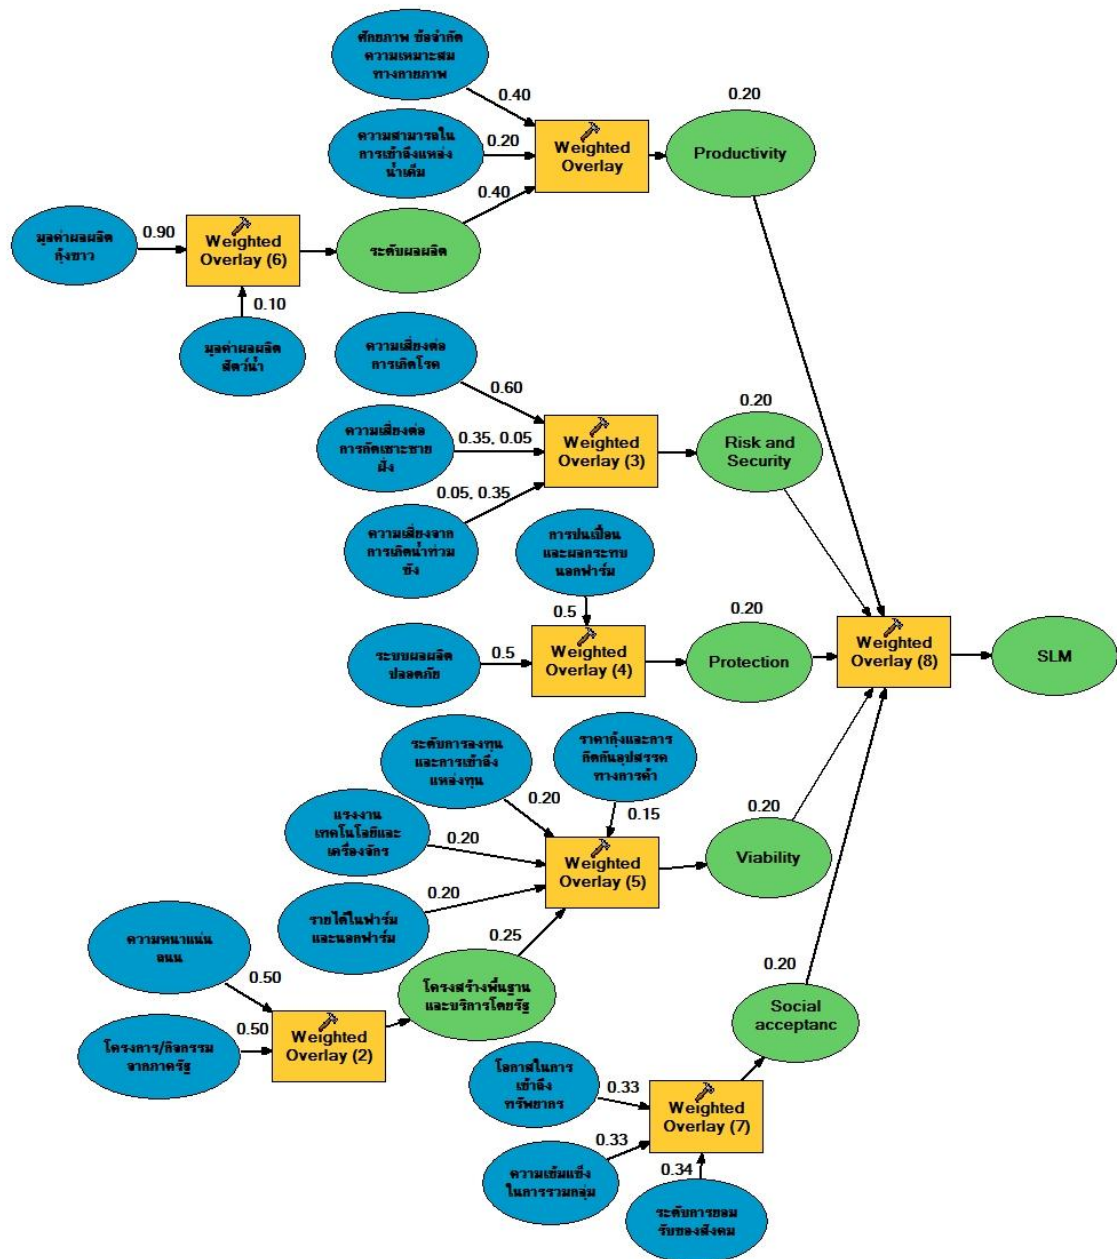 ศักยภาพ ข้อจำกัด
ความเหมาะสม
ทางกายภาพ
0.40
0.20
ความสามารถใน
การเข้าถึงแหล่ง
น้ำเค็ม
0.20
Weighted
Overlay
Productivity
0.40
มูลค่าผลผลิต
กุ้งขาว
0.90
Weighted
Overlay (6)
ระดับผลผลิต
0.10
มูลค่าผลผลิต
สัตว์น้ำ
ความเสี่ยงต่อ
การเกิดโรค
0.60
0.20
ความเสี่ยงต่อ
การกัดเซาะชาย
ฝั่ง
0.35, 0.05
Weighted
Overlay (3)
Risk and
Security
0.05, 0.35
ความเสี่ยงจาก
การเกิดน้ำท่วม
ขัง
การปนเปื้อน
และผลกระทบ
นอกฟาร์ม
0.5
0.20
ระบบผลผลิต
ปลอดภัย
0.5
Weighted
Overlay (4)
Protection
Weighted
Overlay (8)
SLM
ระดับการลงทุน
และการเข้าถึง
แหล่งทุน
0.20
ราคากุ้งและการ
กีดกันอุปสรรค
ทางการค้า
0.15
แรงงาน
เทคโนโลยีและ
เครื่องจักร
0.20
0.20
Weighted
Overlay (5)
Viability
รายได้ในฟาร์ม
และนอกฟาร์ม
0.20
0.25
ความหนาแน่น
ถนน
0.50
โครงสร้างพื้นฐาน
และบริการโดยรัฐ
0.20
โครงการ/กิจกรรม
จากภาครัฐ
0.50
Weighted
Overlay (2)
Social
acceptanc
โอกาสในการ
เข้าถึง
ทรัพยากร
0.33
Weighted
Overlay (7)
0.33
ความเข้มแข็ง
ในการรวมกลุ่ม
0.34
ระดับการยอม
รับของสังคม